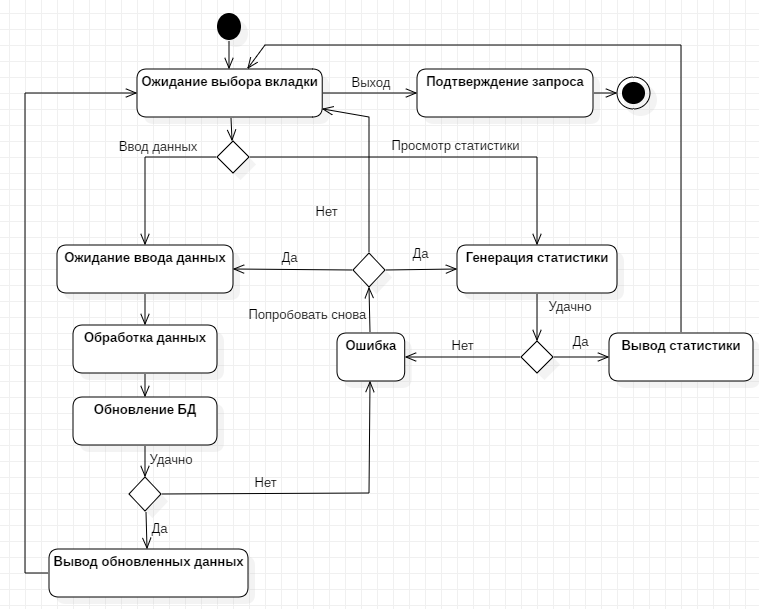 Ожидание выбора вкладки
Выход
Подтверждение запроса
Ввод данных
Просмотр статистики
Нет
Ожидание ввода данных
Да
Да
Генерация статистики
Попробовать снова
Удачно
Обработка данных
Ошибка
Нет
Да
Вывод статистики
Обновление БД
Удачно
Нет
Да
Вывод обновленных данных